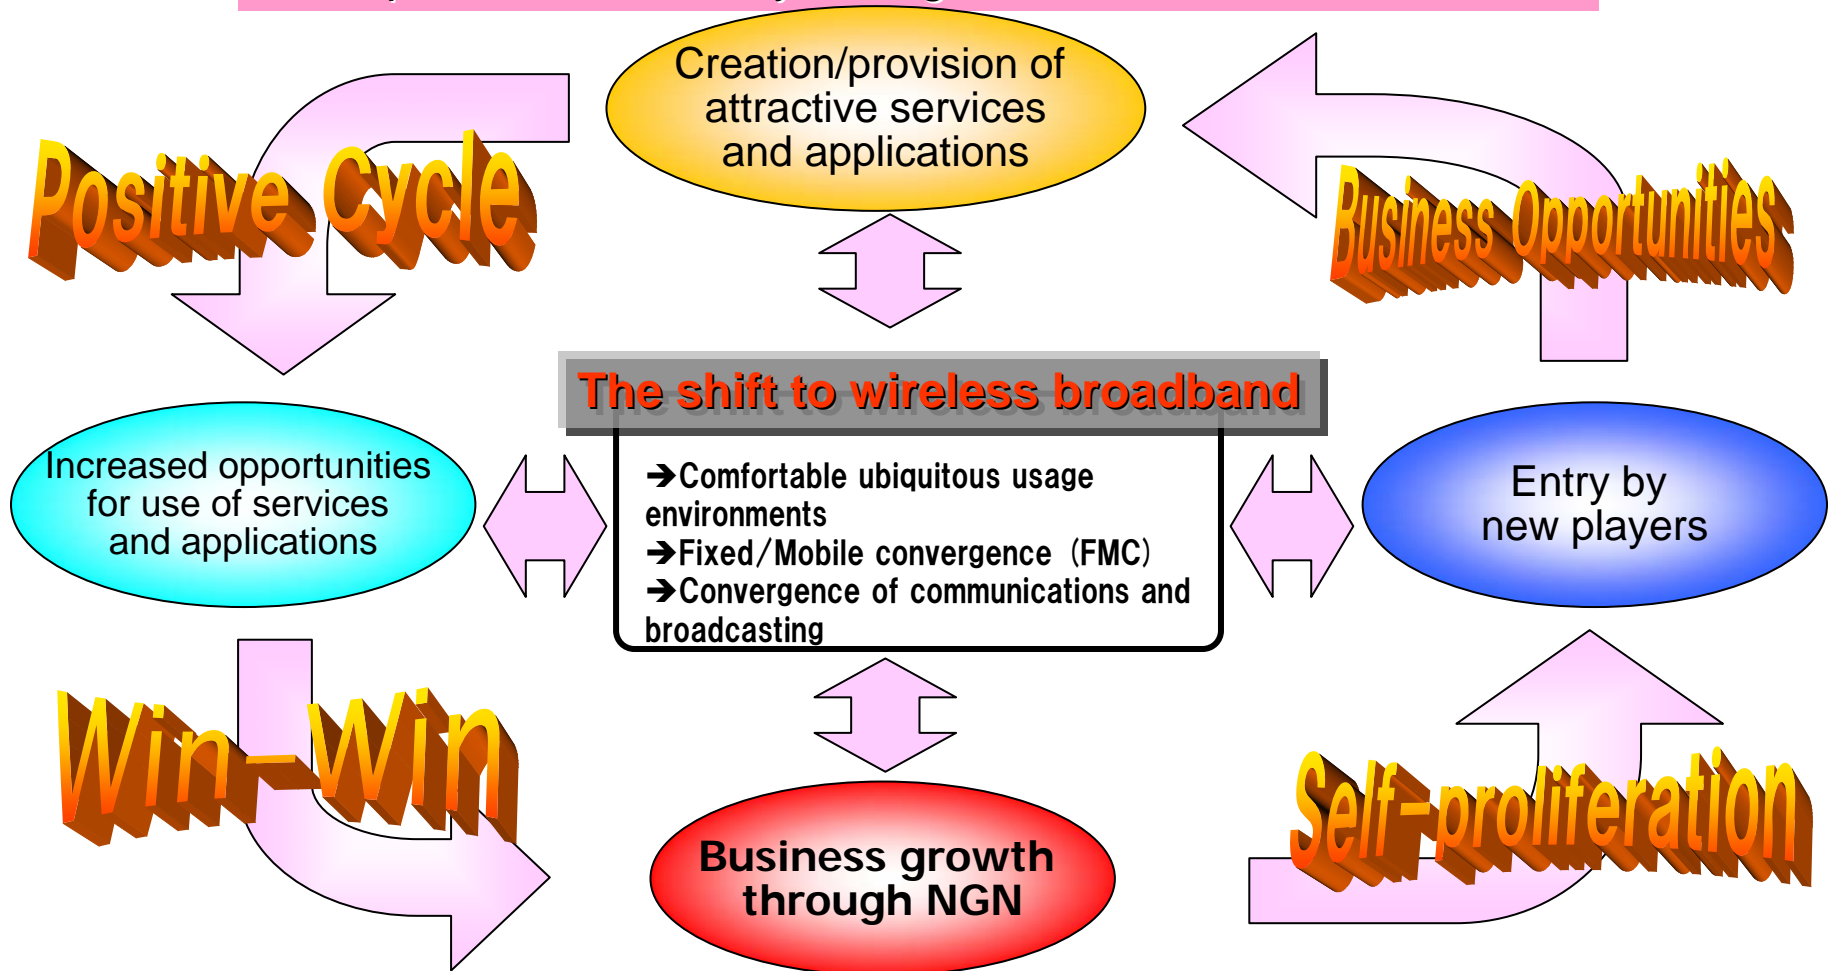 Creation/provision of
attractive services
and applications
Positive Cycle
Business Opportunities
The shift to wireless broadband
Increased opportunities
for use of services
and applications
➔Comfortable ubiquitous usage
environments
➔Fixed/Mobile convergence (FMC)
➔Convergence of communications and
broadcasting
Entry by
new players
Win-Win
Self-proliferation
Business growth
through NGN